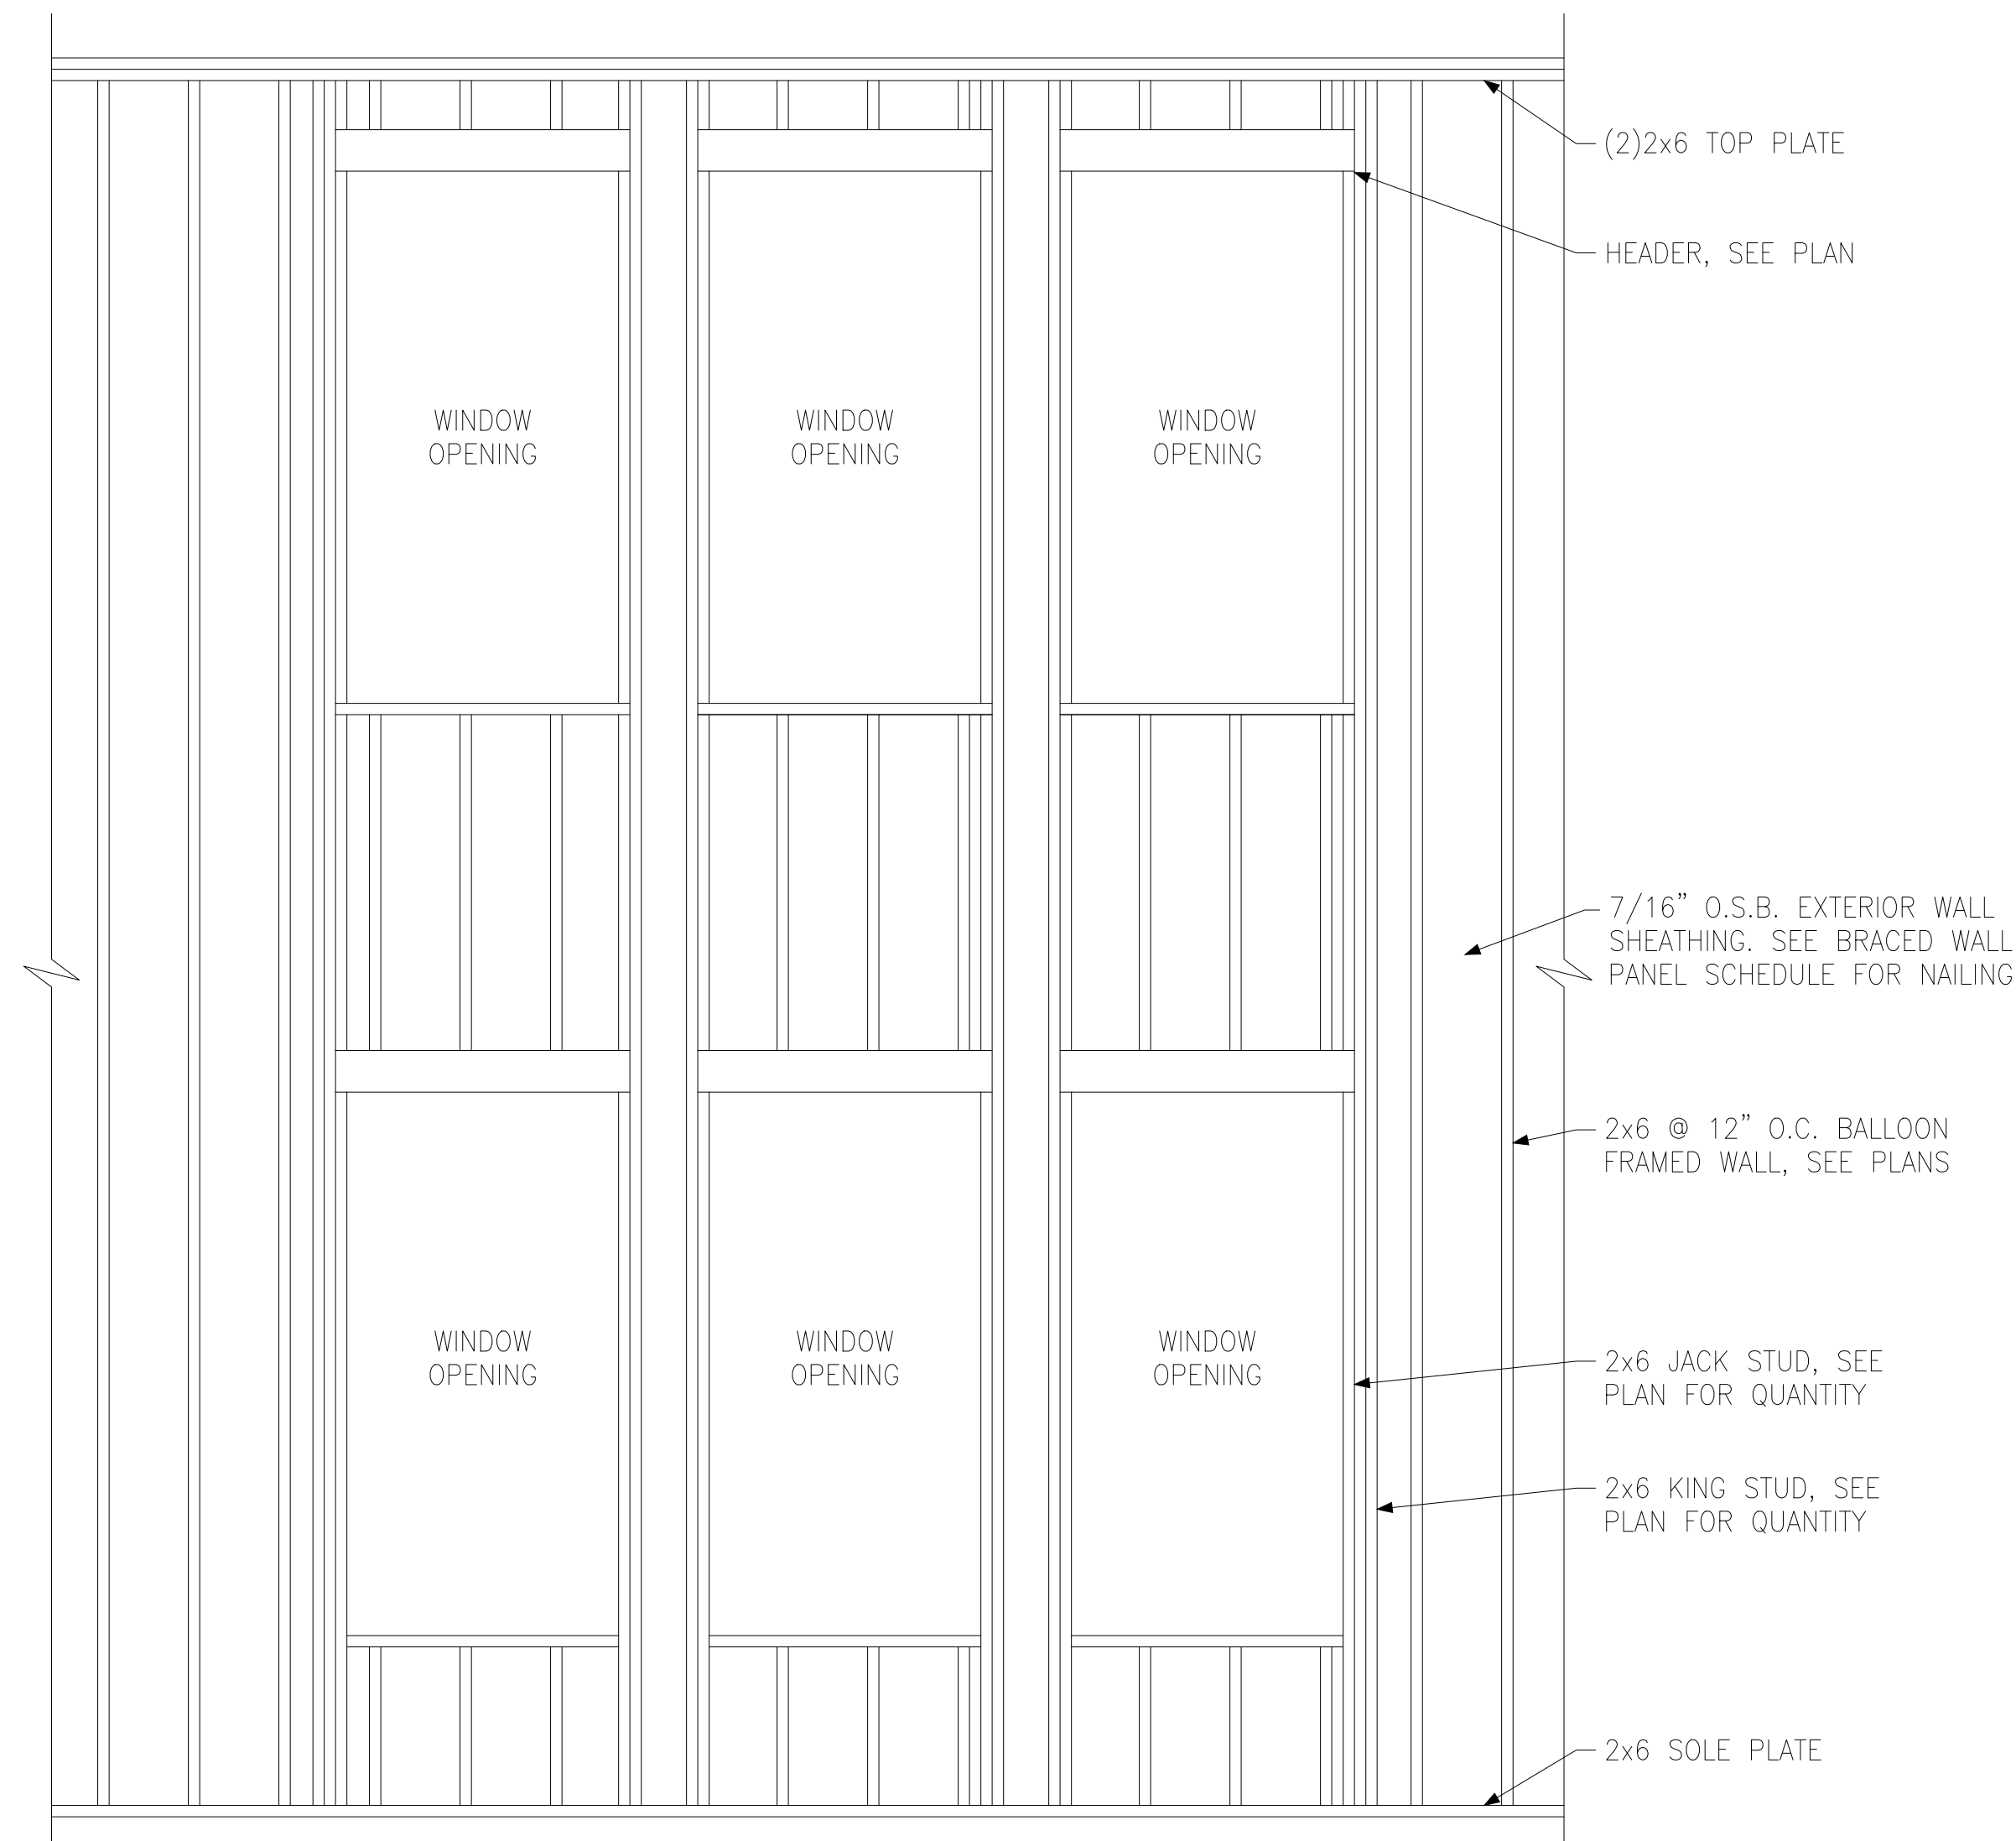 (2)2x6 TOP PLATE
HEADER, SEE PLAN
WINDOW
OPENING
WINDOW
OPENING
WINDOW
OPENING
7/16” O.S.B. EXTERIOR WALL
SHEATHING. SEE BRACED WALL
PANEL SCHEDULE FOR NAILING
2x6 @ 12” O.C. BALLOON
FRAMED WALL, SEE PLANS
WINDOW
OPENING
WINDOW
OPENING
WINDOW
OPENING
2x6 JACK STUD, SEE
PLAN FOR QUANTITY
2x6 KING STUD, SEE
PLAN FOR QUANTITY
2x6 SOLE PLATE